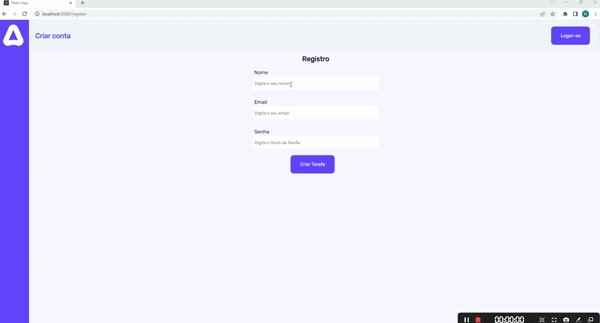 React App
localhost:3000/register
Criar conta
Logar-se
Registro
Nome
Digite o seu nome
Email
Digite o seu email
Senha
Digite o título da Tarefa
Criar Tarefa
00:00:00